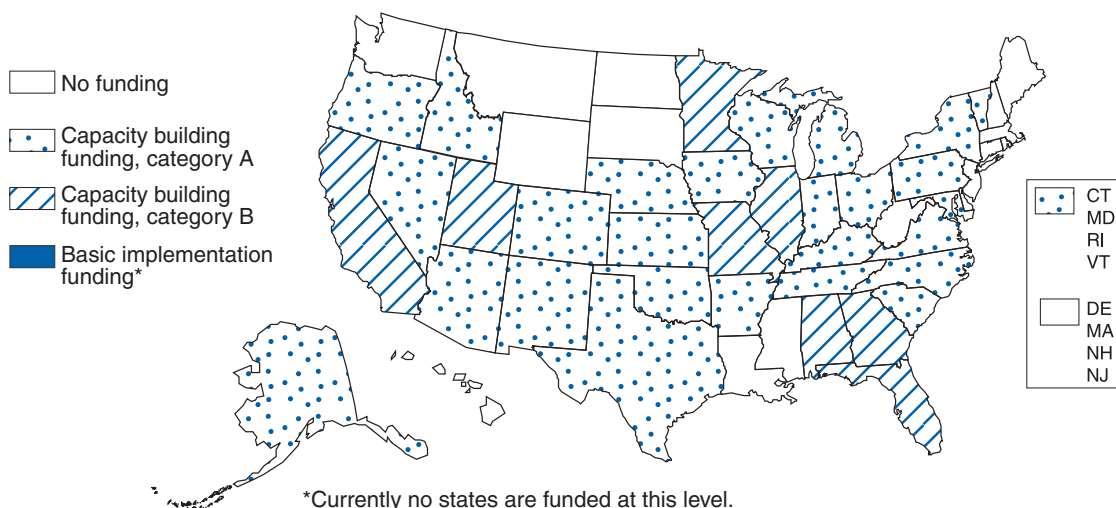 No funding
Capacity building
funding, category A
Capacity building
funding, category B
Basic implementation
funding*
CT
MD
RI
VT
DE
MA
NH
NJ
*Currently no states are funded at this level.